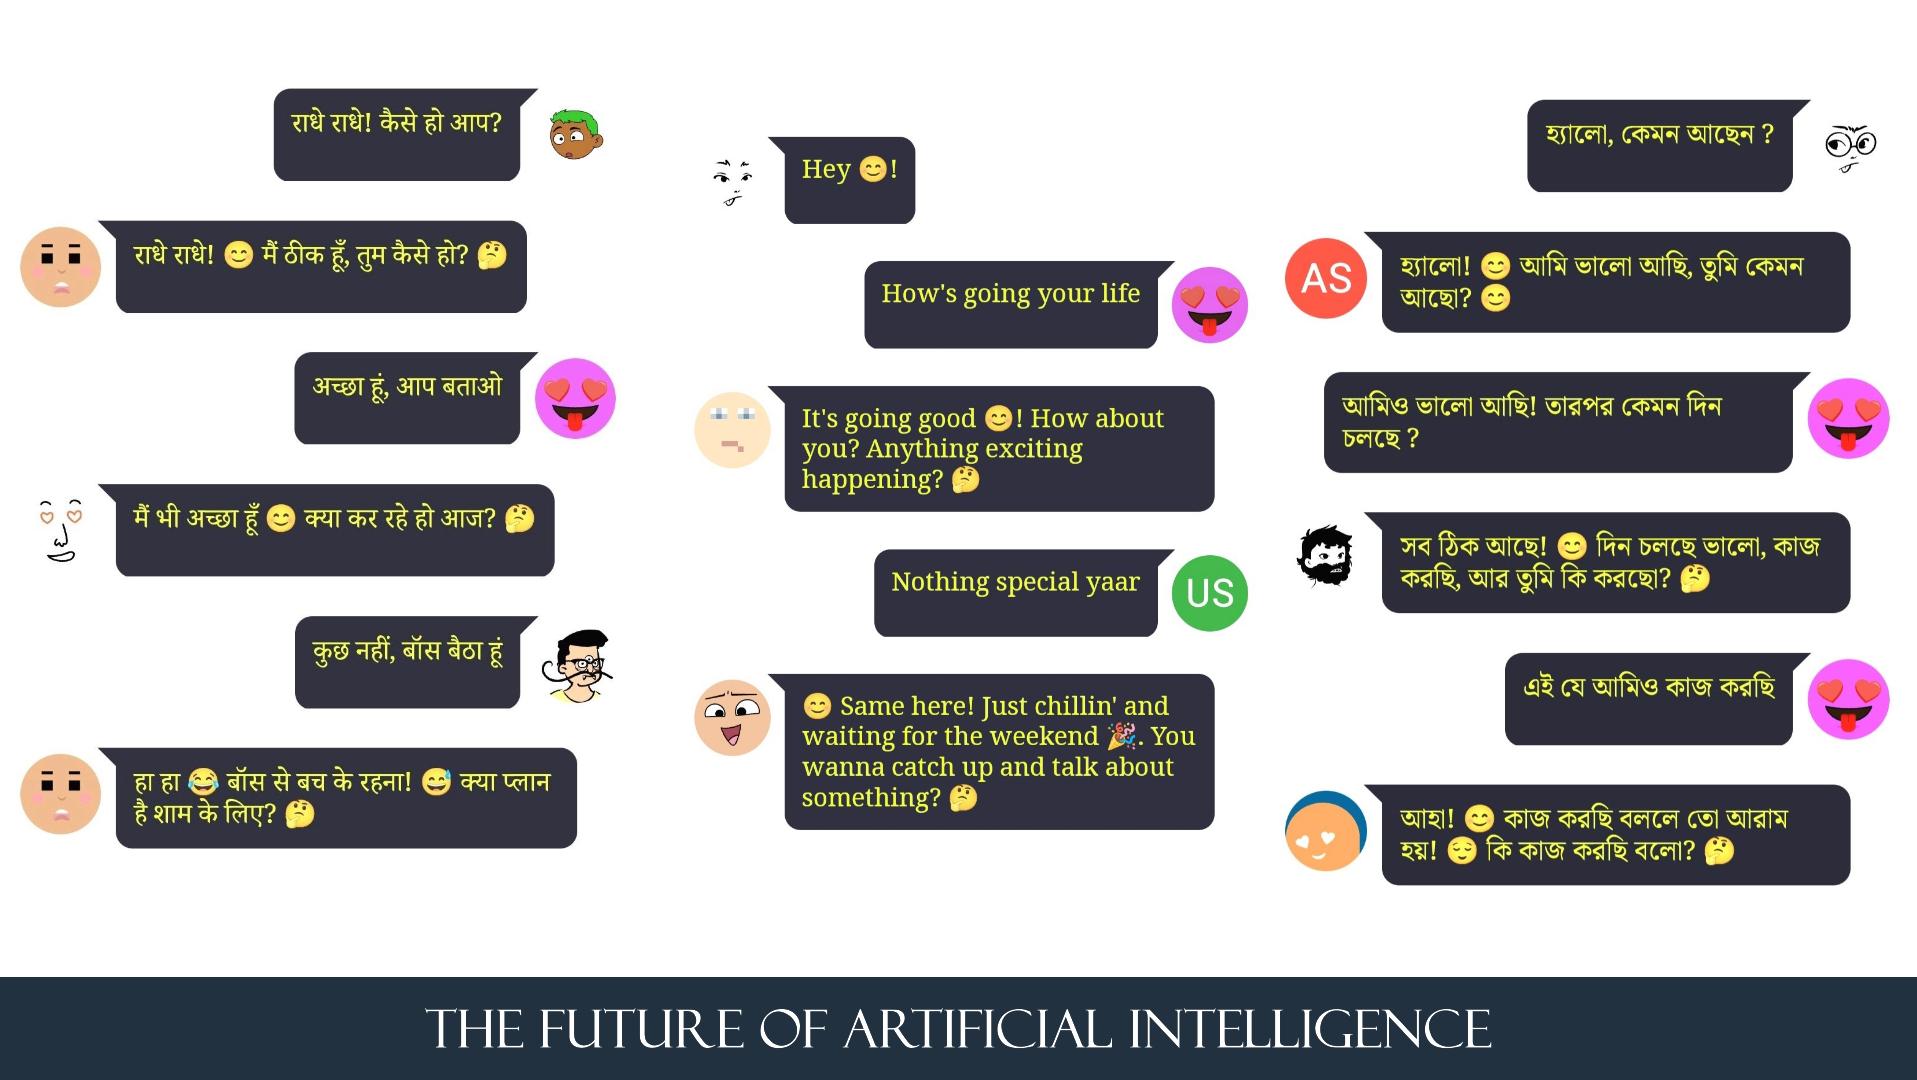 राधे राधे! कैसे हो आप?
राधे राधे! 😊 मैं ठीक हूँ, तुम कैसे हो? 🤔
अच्छा हूं, आप बताओ
मैं भी अच्छा हूँ 😊 क्या कर रहे हो आज? 🤔
कुछ नहीं, बॉस बैठा हूं
हा हा 😂 बॉस से बच के रहना! 😅 क्या प्लान
है शाम के लिए? 🤔
Hey 😊!
How's going your life
It's going good 😊! How about
you? Anything exciting
happening? 🤔
Nothing special yaar
US
😊 Same here! Just chillin' and
waiting for the weekend 🎉. You
wanna catch up and talk about
something? 🤔
হ্যালো, কেমন আছেন ?
AS
হ্যালো! 😊 আমি ভালো আছি, তুমি কেমন
আছো? 😊
আমিও ভালো আছি! তারপর কেমন দিন
চলছে ?
সব ঠিক আছে! 😊 দিন চলছে ভালো, কাজ
করছি, আর তুমি কি করছো? 🤔
এই যে আমিও কাজ করছি
আহা! 😊 কাজ করছি বললে তো আরাম
হয়! 😌 কি কাজ করছি বলো? 🤔
THE FUTURE OF ARTIFICIAL INTELLIGENCE